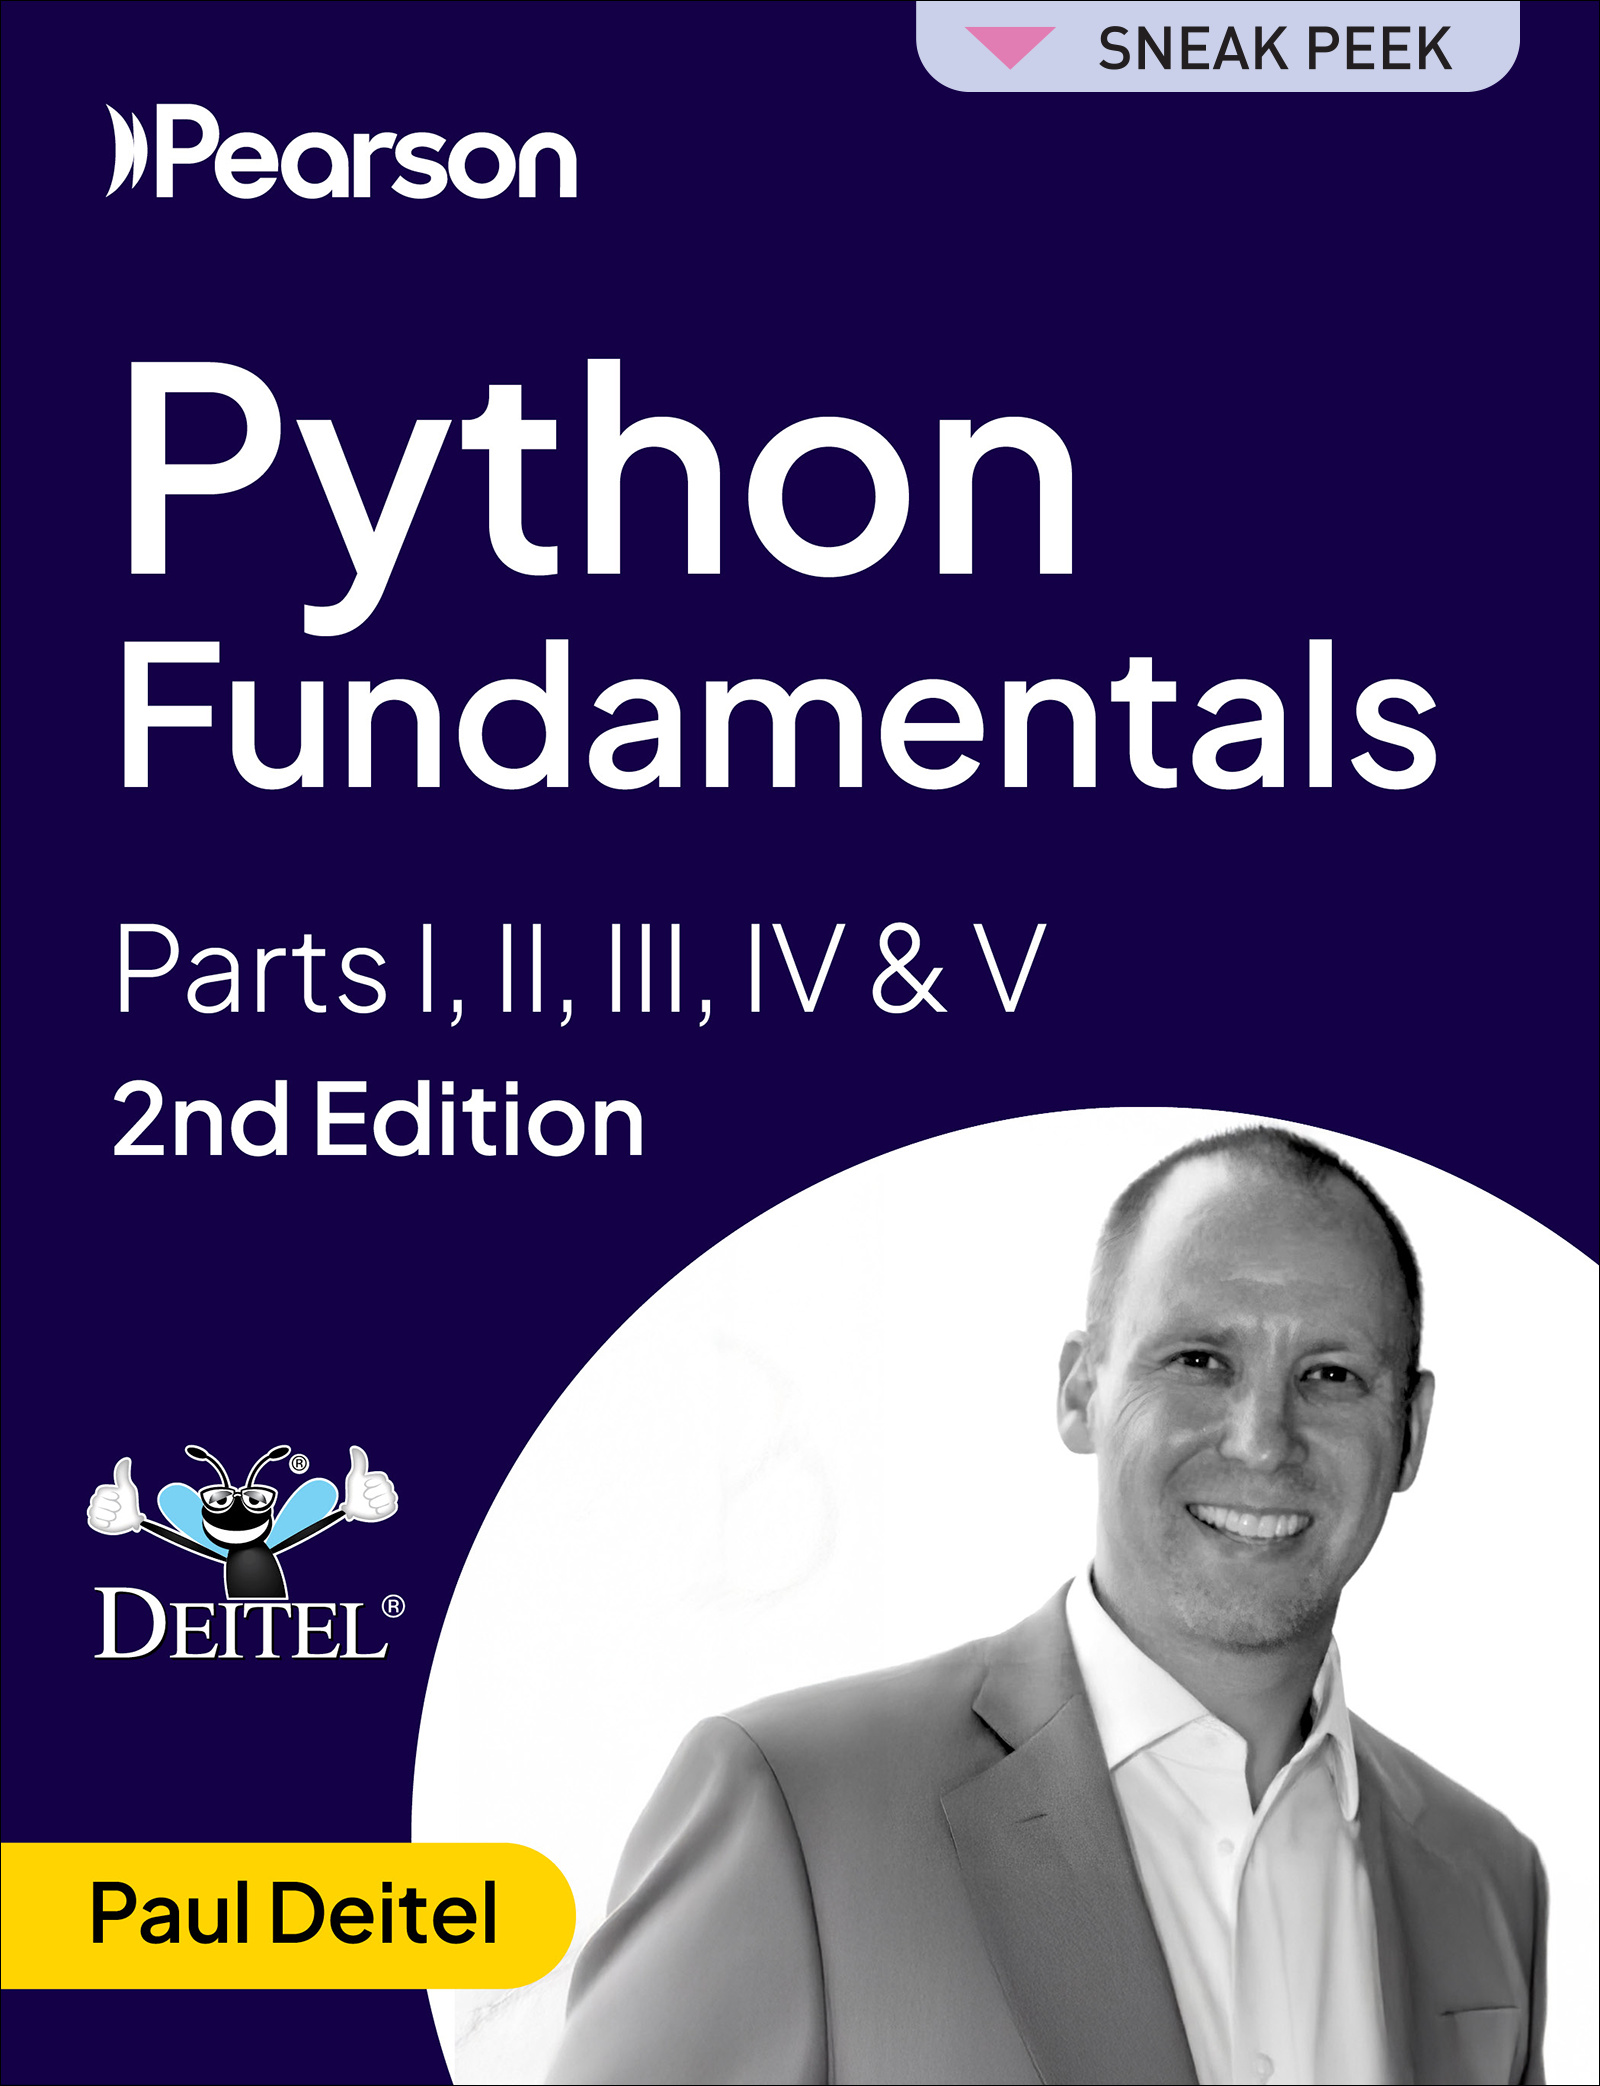 SNEAK PEEK
Pearson
Python
Fundamentals
Parts I, II, III, IV & V
2nd Edition
®
DEITEL®
Paul Deitel